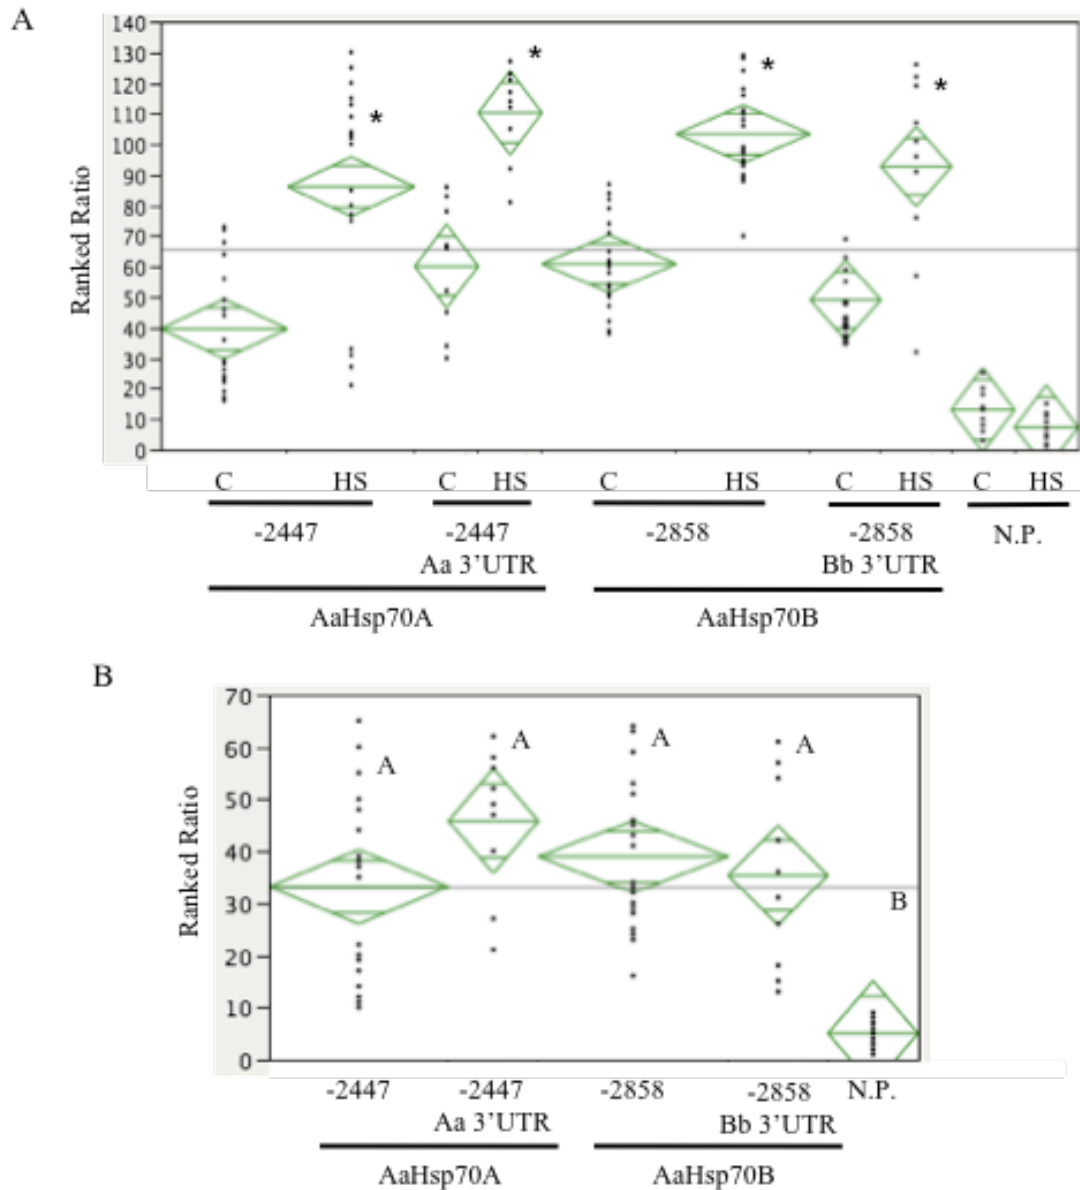 A
140
130
120
110
100
90
80
70
60
50
40
30
20
10
0
Ranked Ratio
* * * *
C HS C HS C HS C HS C HS
-2447 -2447 -2858 -2858 N.P.
Aa 3’UTR Bb 3’UTR
AaHsp70A AaHsp70B
B
70
60
50
40
30
20
10
0
Ranked Ratio
A A A A B
-2447 -2447 -2858 -2858 N.P.
Aa 3’UTR Bb 3’UTR
AaHsp70A AaHsp70B